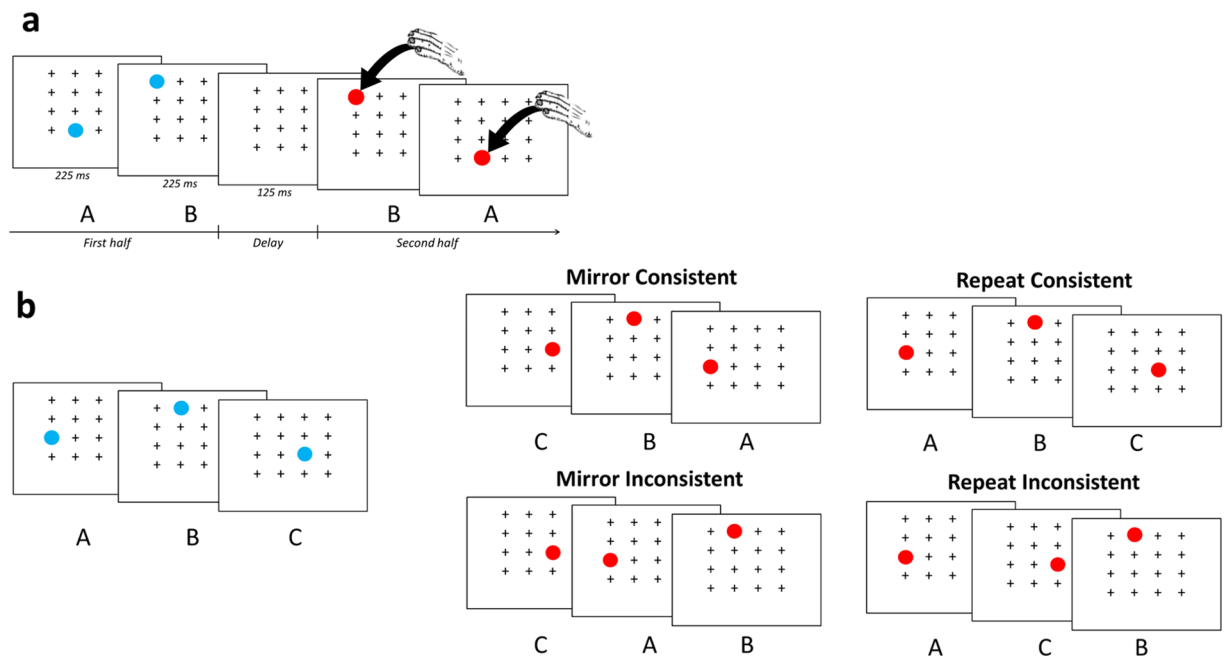 a
225 ms
225 ms
125 ms
A B B A
First half Delay Second half
b
Mirror Consistent Repeat Consistent
C B A A B C
A B C
Mirror Inconsistent Repeat Inconsistent
C A B A C B